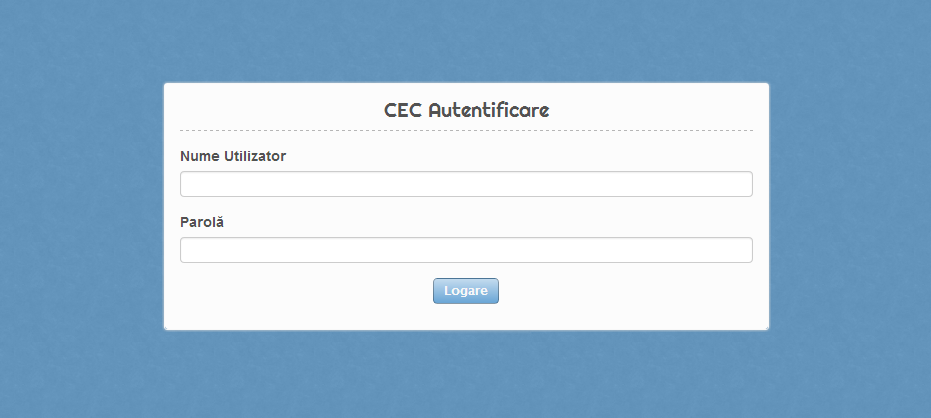 CEC Autentificare
Nume Utilizator
Parolă
Logare